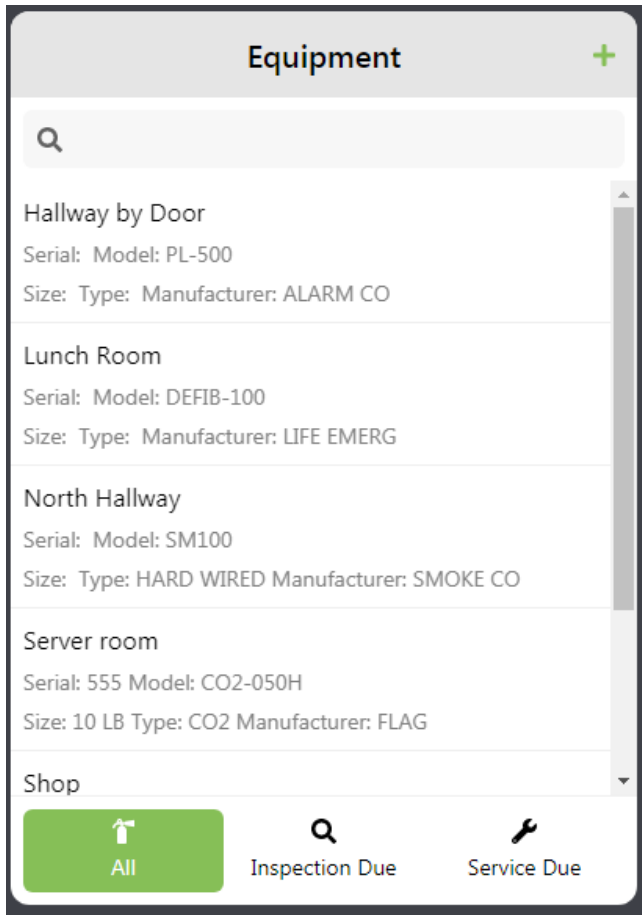 Equipment
Hallway by Door
Serial: Model: PL-500
Size: Type: Manufacturer: ALARM CO
Lunch Room
Serial: Model: DEFIB-100
Size: Type: Manufacturer: LIFE EMERG
North Hallway
Serial: Model: SM100
Size: Type: HARD WIRED Manufacturer: SMOKE CO
Server room
Serial: 555 Model: CO2-050H
Size: 10 LB Type: CO2 Manufacturer: FLAG
Shop
All
Inspection Due
Service Due